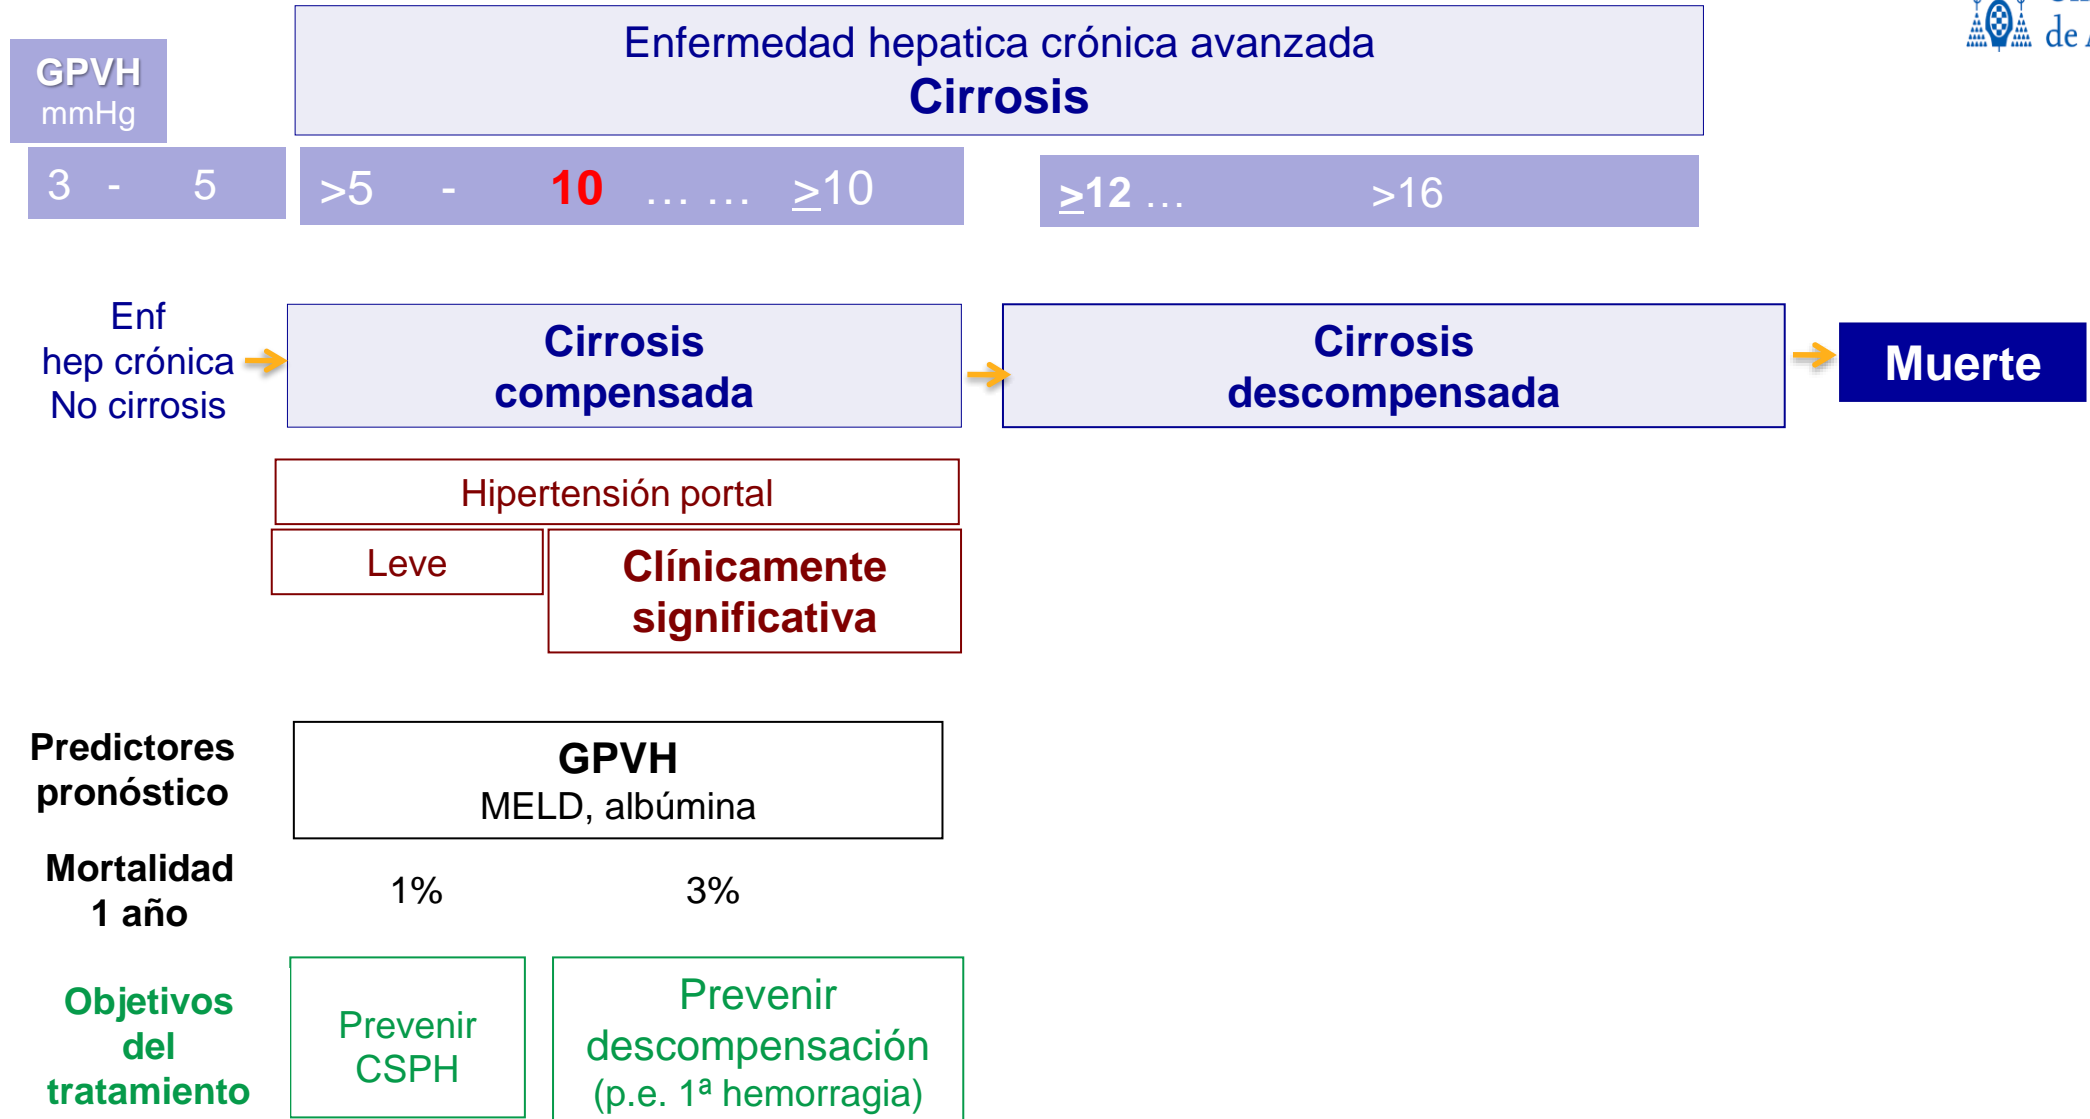 de
Enfermedad hepatica crónica avanzada
Cirrosis
GPVH
mmHg
3 - 5
>5 - 10 ... ... ≥10
≥12 ... >16
Enf
hep crónica
No cirrosis
Cirrosis
compensada
Cirrosis
descompensada
Muerte
Hipertensión portal
Leve
Clínicamente
significativa
Predictores
pronóstico
GPVH
MELD, albúmina
Mortalidad
1 año
1% 3%
Objetivos
del
tratamiento
Prevenir
CSPH
Prevenir
descompensación
(p.e. 1ª hemorragia)